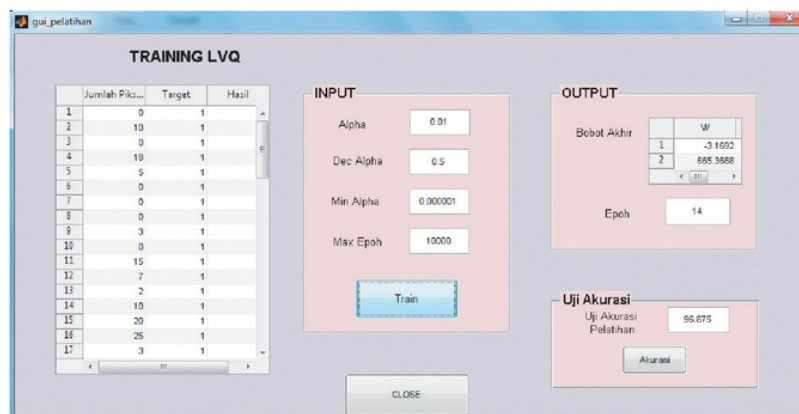 gui_pelatihan
TRAINING LVQ
Jumlah Piks... Target Hasil
1 0 1
2 10 1
3 0 1
4 18 1
5 5 1
6 0 1
7 0 1
8 0 1
9 3 1
10 0 1
11 15 1
12 7 1
13 2 1
14 10 1
15 20 1
16 25 1
17 3 1
INPUT
Alpha 0.01
Dec Alpha 0.5
Min Alpha 0.000001
Max Epoh 10000
Train
OUTPUT
Bobot Akhir
W
1 -3.1692
2 665.3668
Epoh 14
Uji Akurasi
Uji Akurasi
Pelatihan
96.875
Akurasi
CLOSE